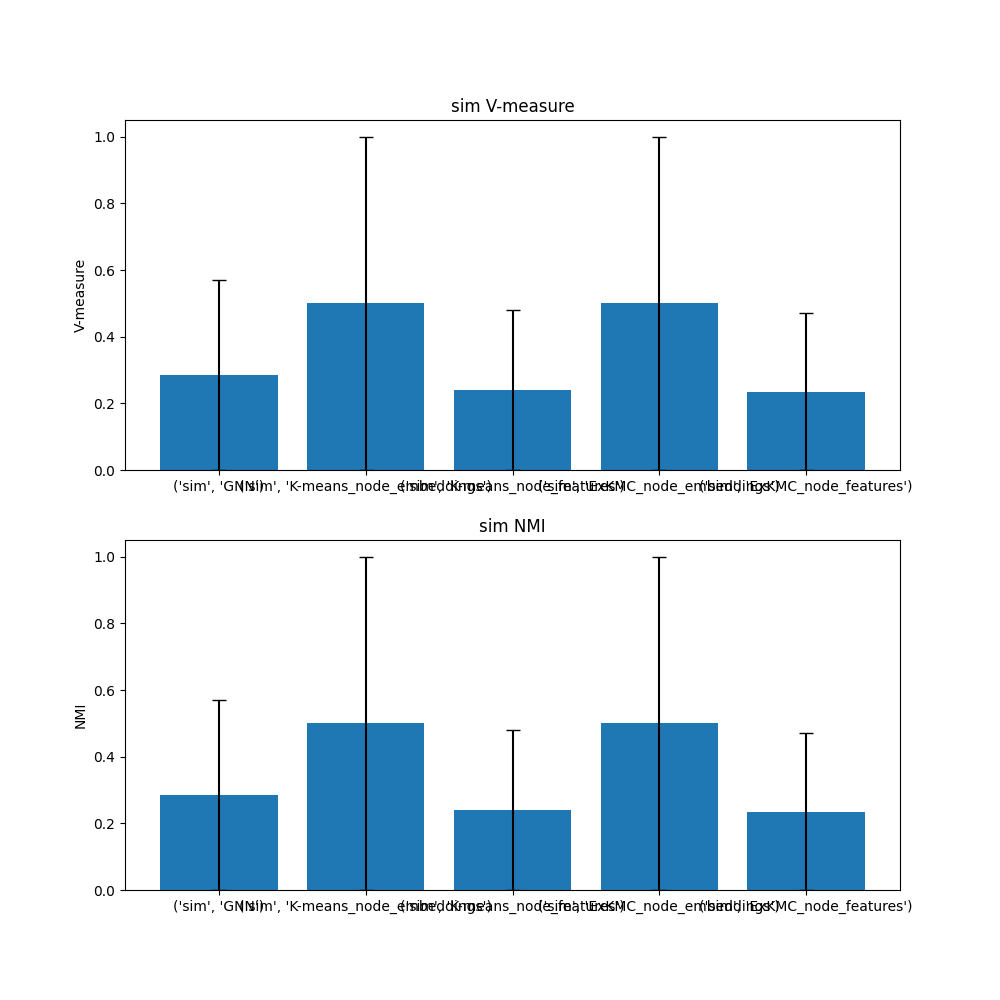 sim V-measure
1.0
0.8
0.6
0.4
0.2
0.0
V-measure
('sim', 'GNN') ('sim', 'K-means_node_embeddings') ('sim', 'K-means_node_features') ('sim', 'ExKMC_node_embeddings') ('sim', 'ExKMC_node_features')
sim NMI
1.0
0.8
0.6
0.4
0.2
0.0
NMI
('sim', 'GNN') ('sim', 'K-means_node_embeddings') ('sim', 'K-means_node_features') ('sim', 'ExKMC_node_embeddings') ('sim', 'ExKMC_node_features')